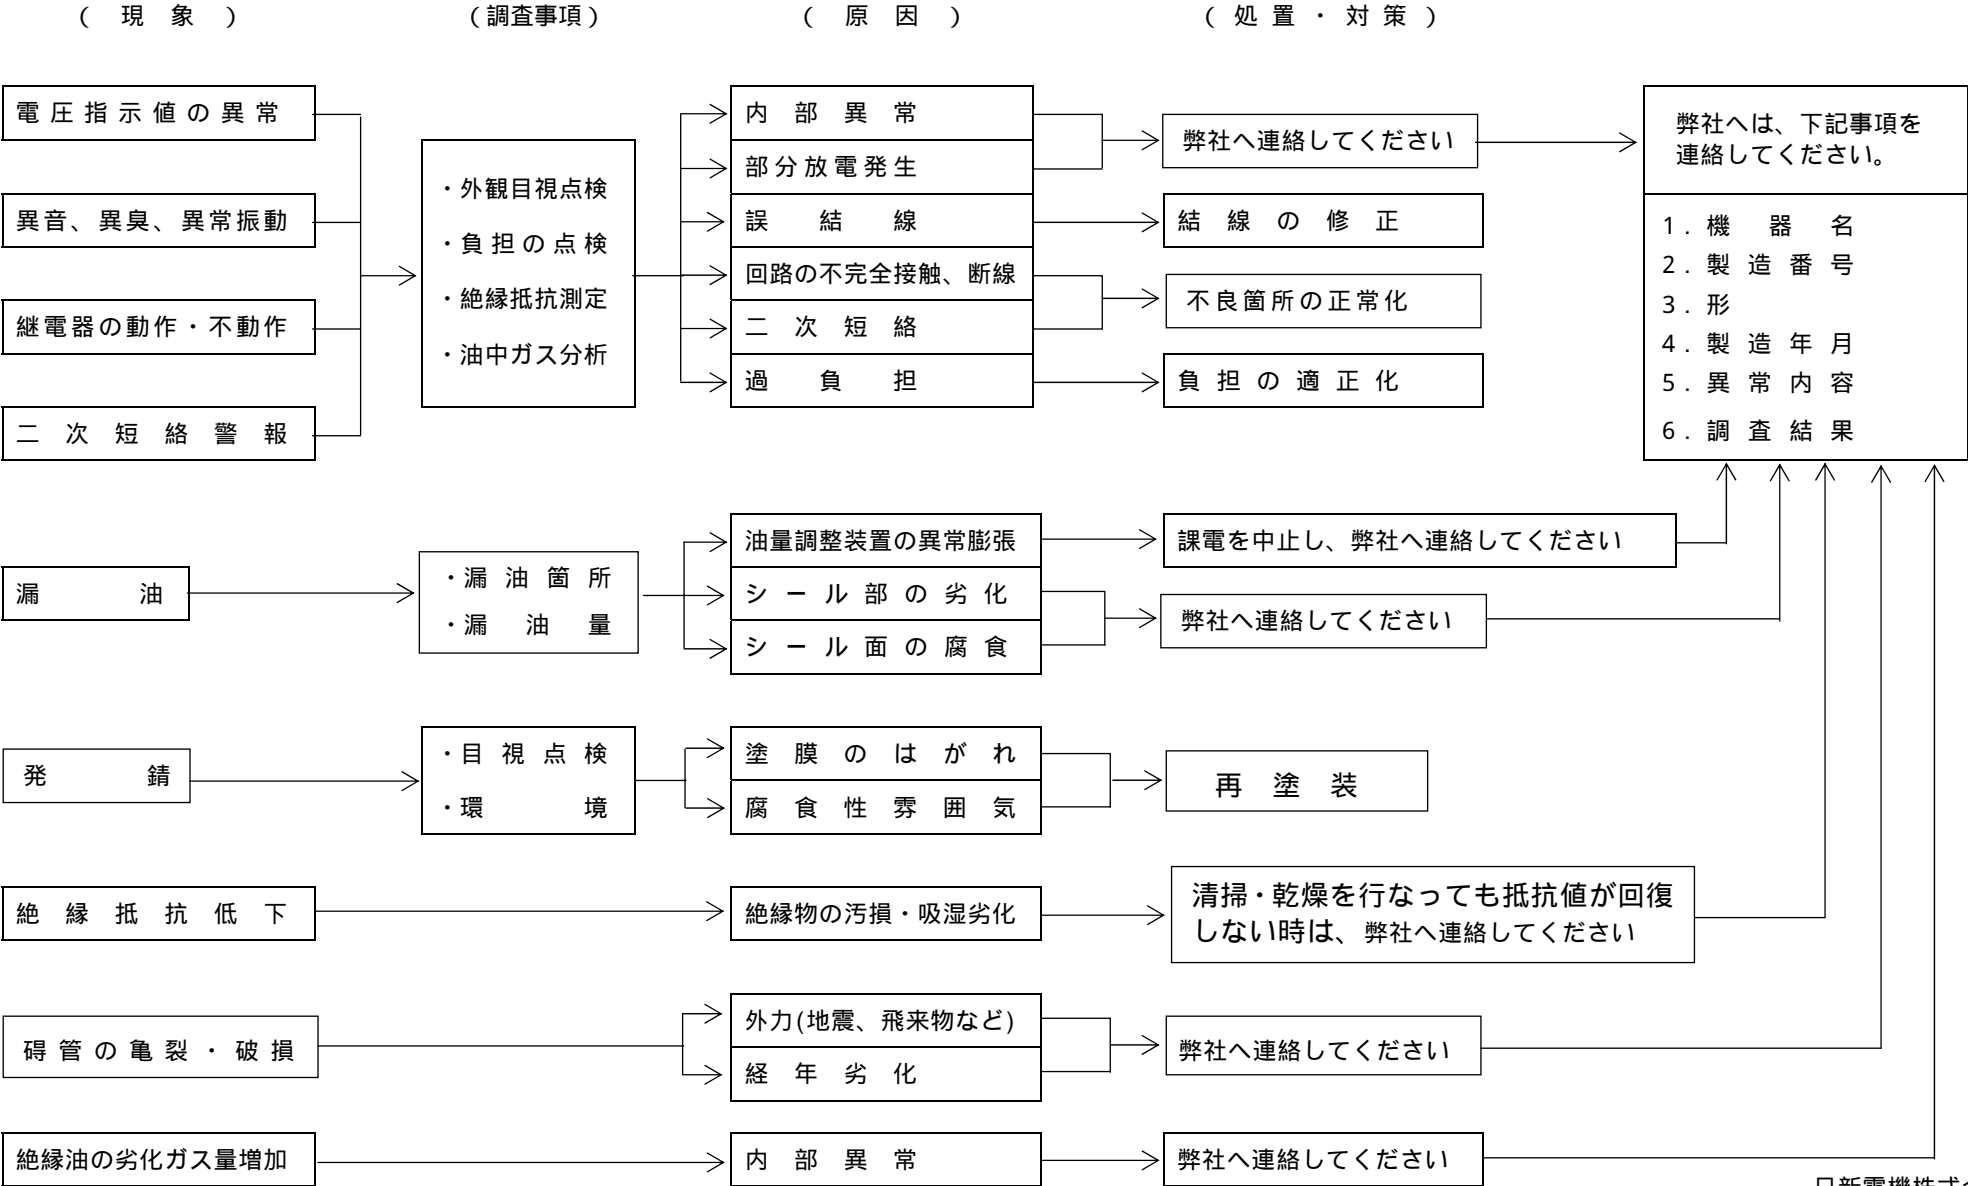 (現象)
(調査事項)
(原因)
(処置・対策)
電圧指示値の異常
異音、異臭、異常振動
継電器の動作・不動作
二次短絡警報
・外観目視点検
・負担の点検
・絶縁抵抗測定
・油中ガス分析
内部異常
部分放電発生
誤結線
回路の不完全接触、断線
二次短絡
過負担
弊社へ連絡してください
結線の修正
不良箇所の正常化
負担の適正化
弊社へは、下記事項を
連絡してください。
1.機器名
2.製造番号
3.形
4.製造年月
5.異常内容
6.調査結果
漏油
・漏油箇所
・漏油量
油量調整装置の異常膨張
シール部の劣化
シール面の腐食
課電を中止し、弊社へ連絡してください
弊社へ連絡してください
発錆
・目視点検
・環境
塗膜のはがれ
腐食性雰囲気
再塗装
絶縁抵抗低下
絶縁物の汚損・吸湿劣化
清掃・乾燥を行なっても抵抗値が回復
しない時は、弊社へ連絡してください
碍管の亀裂・破損
外力(地震、飛来物など)
経年劣化
弊社へ連絡してください
絶縁油の劣化ガス量増加
内部異常
弊社へ連絡してください